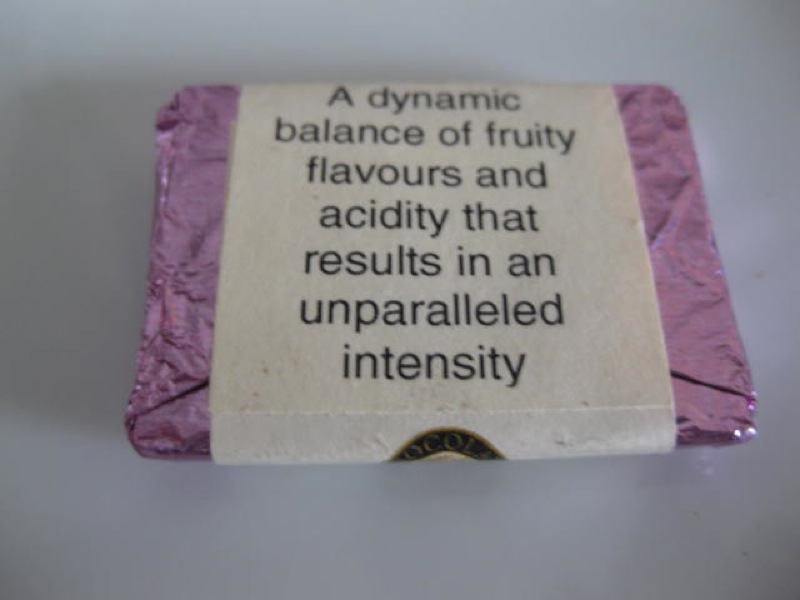 A dynamic
balance of fruity
flavours and
acidity that
results in an
unparalleled
intensity